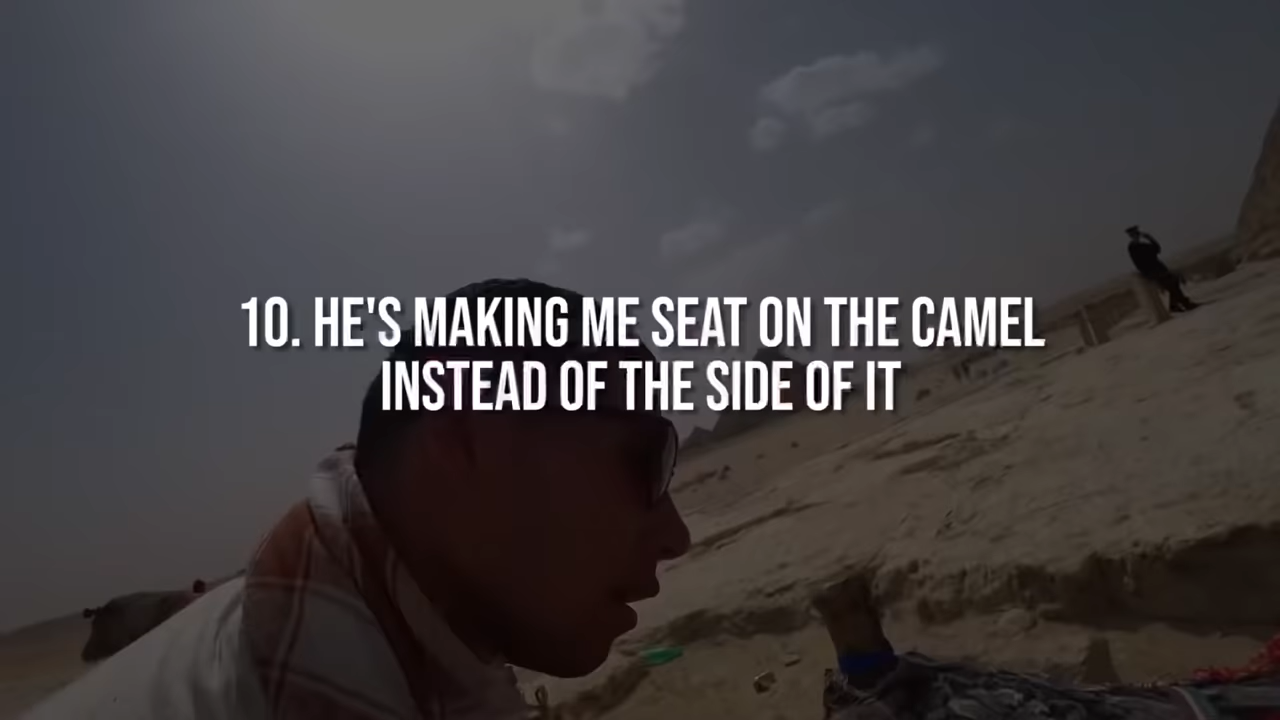 10. HE'S MAKING ME SEAT ON THE CAMEL
INSTEAD OF THE SIDE OF IT